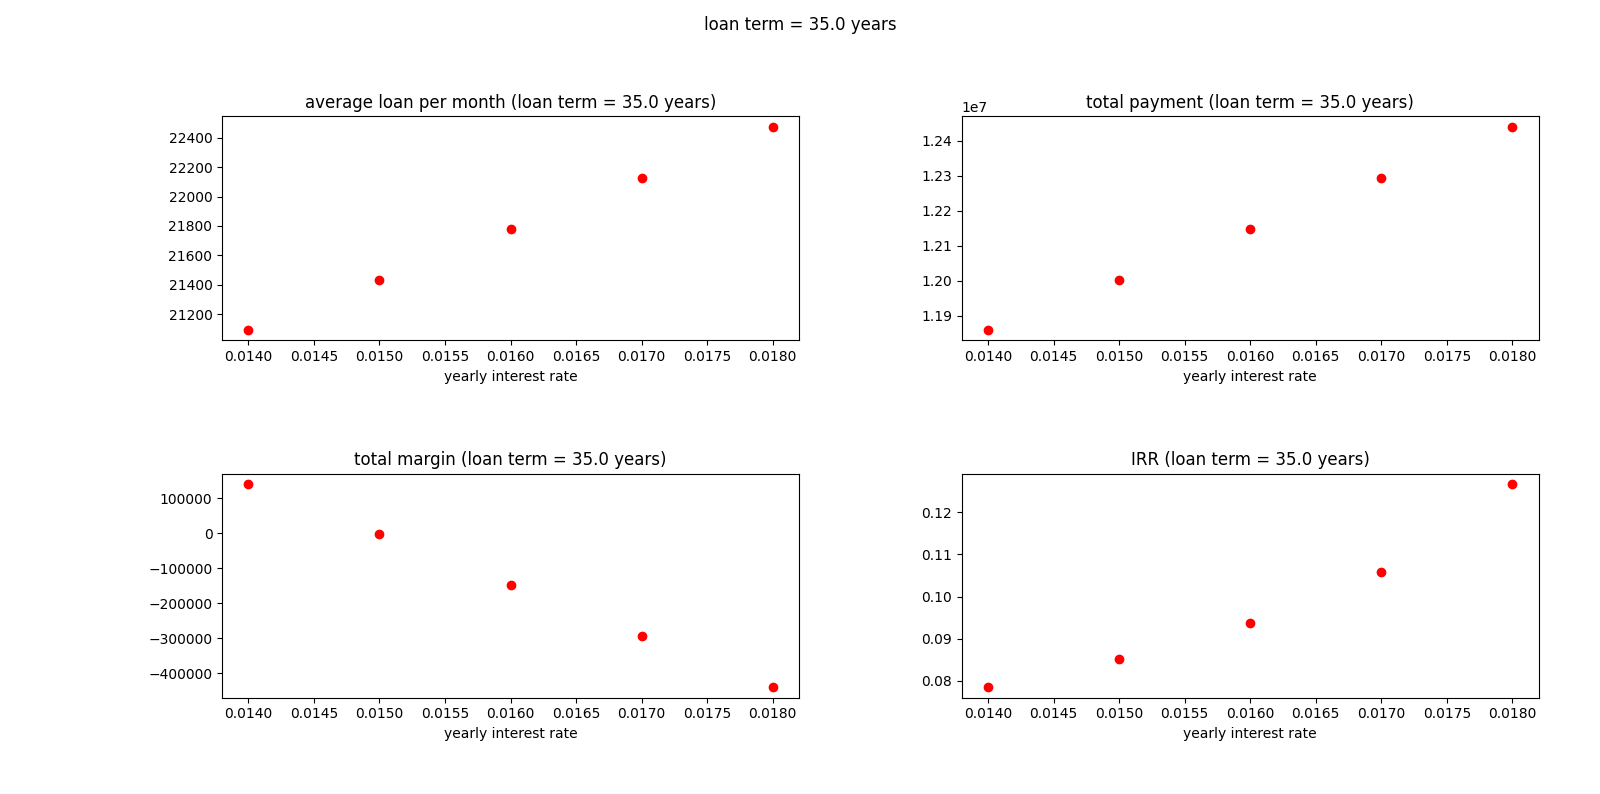 loan term = 35.0 years
average loan per month (loan term = 35.0 years)
22400
22200
22000
21800
21600
21400
21200
0.0140 0.0145 0.0150 0.0155 0.0160 0.0165 0.0170 0.0175 0.0180
yearly interest rate
total payment (loan term = 35.0 years)
1e7
1.24
1.23
1.22
1.21
1.20
1.19
0.0140 0.0145 0.0150 0.0155 0.0160 0.0165 0.0170 0.0175 0.0180
yearly interest rate
total margin (loan term = 35.0 years)
100000
0
−100000
−200000
−300000
−400000
0.0140 0.0145 0.0150 0.0155 0.0160 0.0165 0.0170 0.0175 0.0180
yearly interest rate
IRR (loan term = 35.0 years)
0.12
0.11
0.10
0.09
0.08
0.0140 0.0145 0.0150 0.0155 0.0160 0.0165 0.0170 0.0175 0.0180
yearly interest rate